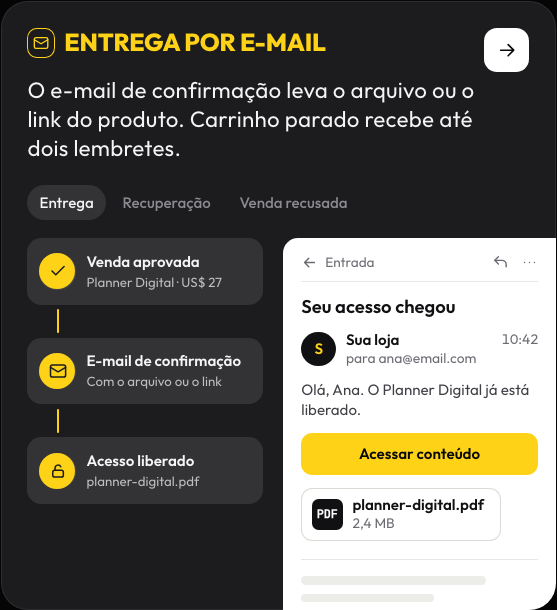 ENTREGA POR E-MAIL
O e-mail de confirmação leva o arquivo ou o
link do produto. Carrinho parado recebe até
dois lembretes.
Entrega
Recuperação
Venda recusada
Venda aprovada
Planner Digital · US$ 27
E-mail de confirmação
Com o arquivo ou o link
Acesso liberado
planner-digital.pdf
Entrada
Seu acesso chegou
S
Sua loja
10:42
para ana@email.com
Olá, Ana. O Planner Digital já está
liberado.
Acessar conteúdo
PDF
planner-digital.pdf
2,4 MB